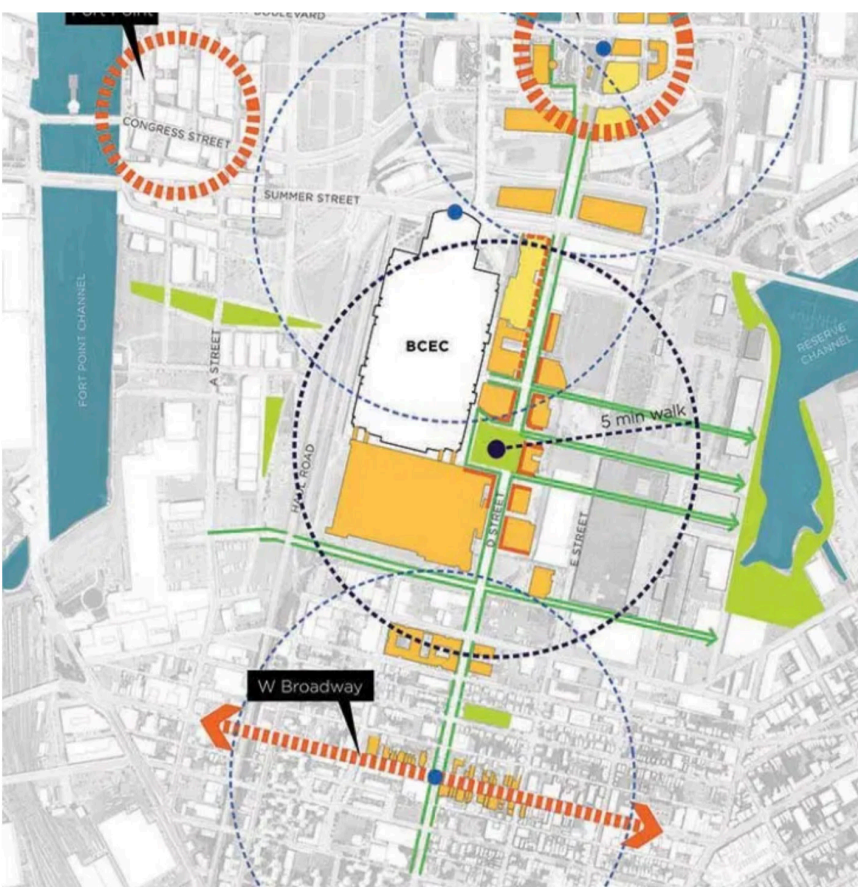 Fort Point
BOULEVARD
CONGRESS STREET
SUMMER STREET
FORT POINT CHANNEL
A STREET
BCEC
RESERVE
CHANNEL
5 min walk
HAUL ROAD
D STREET
E STREET
W Broadway